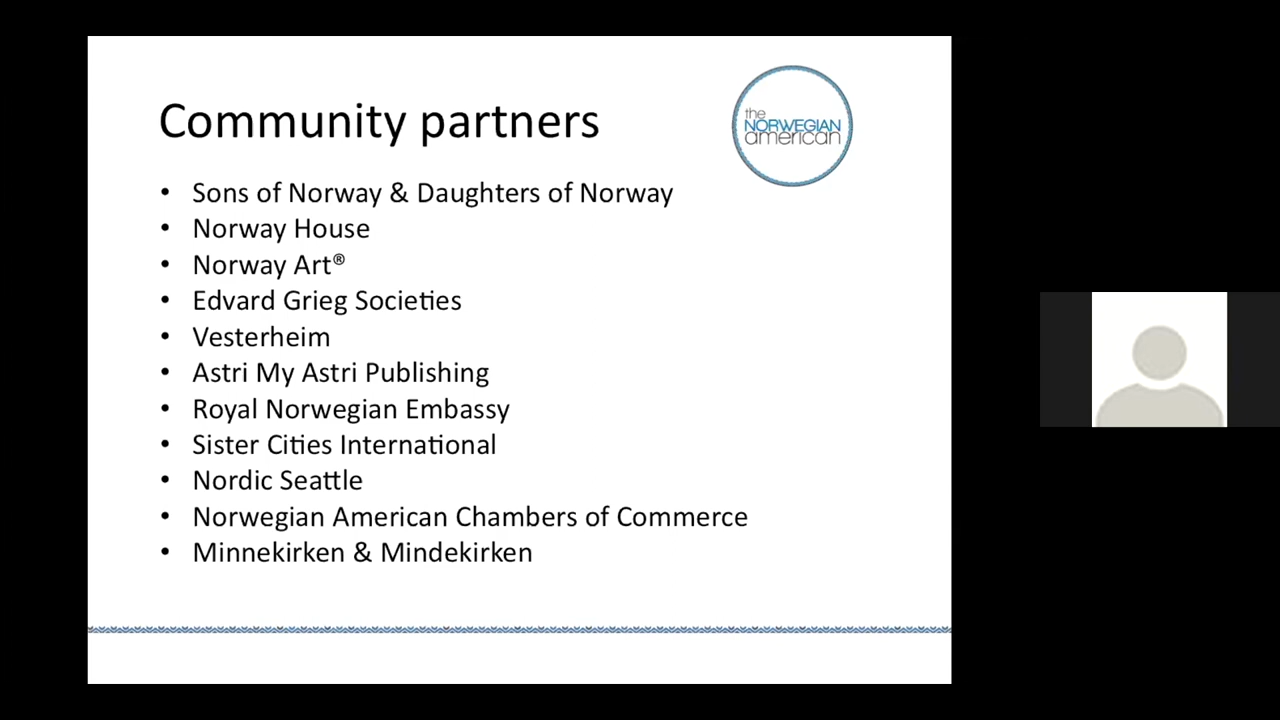 Community partners
the
NORWEGIAN
american
• Sons of Norway & Daughters of Norway
• Norway House
• Norway Art®
• Edvard Grieg Societies
• Vesterheim
• Astri My Astri Publishing
• Royal Norwegian Embassy
• Sister Cities International
• Nordic Seattle
• Norwegian American Chambers of Commerce
• Minnekirken & Mindekirken